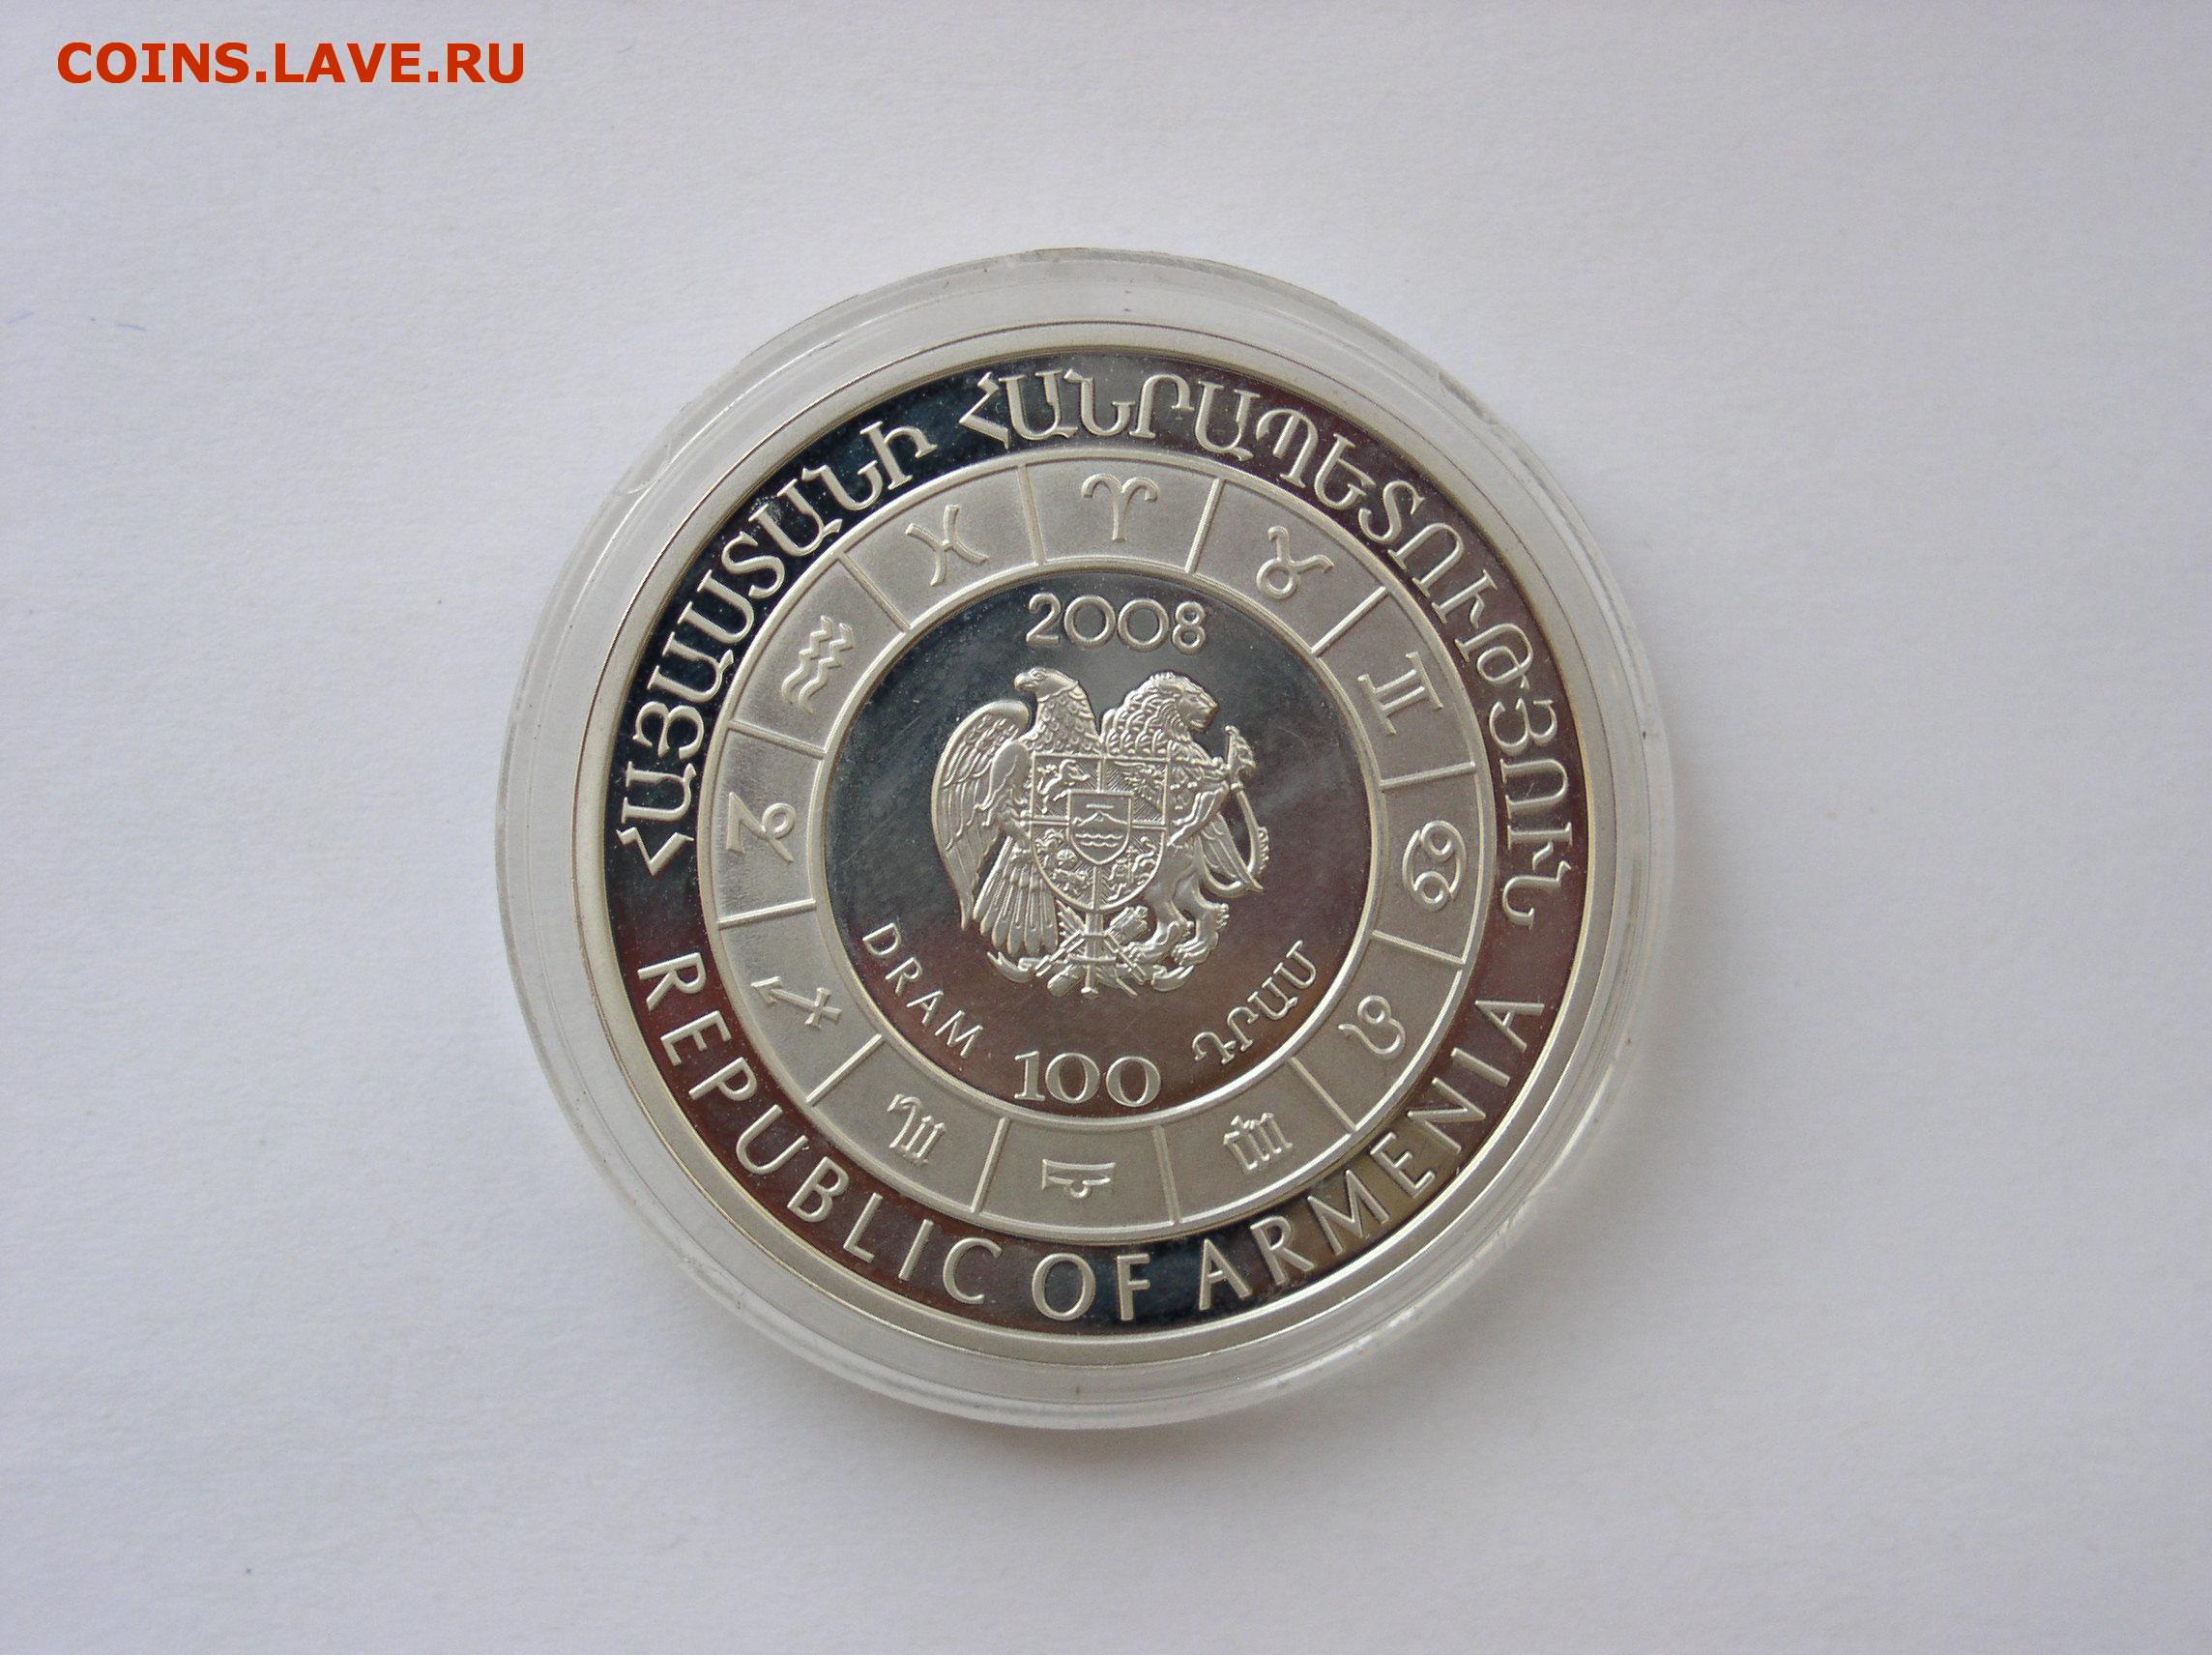 COINS.LAVE.RU
ՀԱՅԱՍՏԱՆԻ ՀԱՆՐԱՊԵՏՈՒԹՅՈՒՆ
2008
DRAM 100 ԴՐԱՄ
REPUBLIC OF ARMENIA